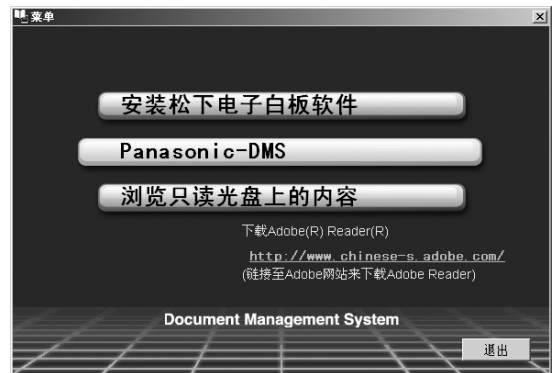 菜单
安装松下电子白板软件
Panasonic-DMS
浏览只读光盘上的内容
下载Adobe(R) Reader(R)
http://www.chinese-s.adobe.com/
(链接至Adobe网站来下载Adobe Reader)
Document Management System
退出